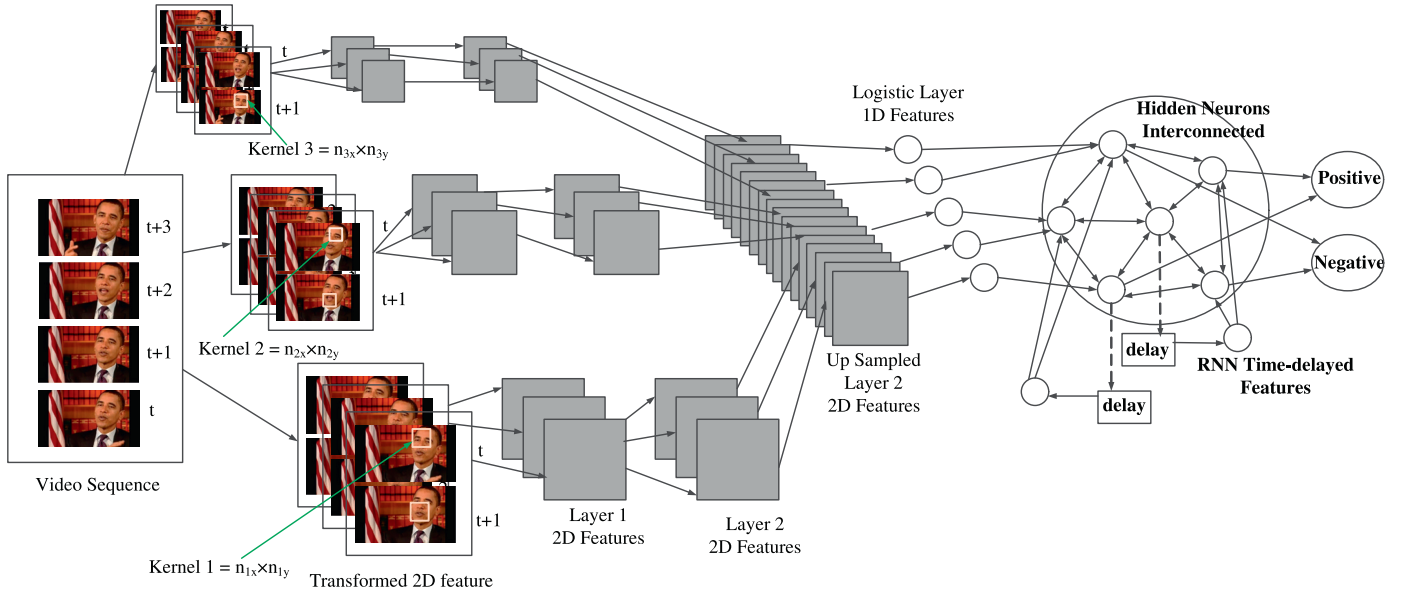 t
t+1
Kernel 3 = n3x×n3y
t+3
t+2
t+1
t
Video Sequence
t
t+1
Kernel 2 = n2x×n2y
t
t+1
Kernel 1 = n1x×n1y
Transformed 2D feature
Layer 1
2D Features
Layer 2
2D Features
Up Sampled
Layer 2
2D Features
Logistic Layer
1D Features
Hidden Neurons
Interconnected
Positive
Negative
delay
delay
RNN Time-delayed
Features